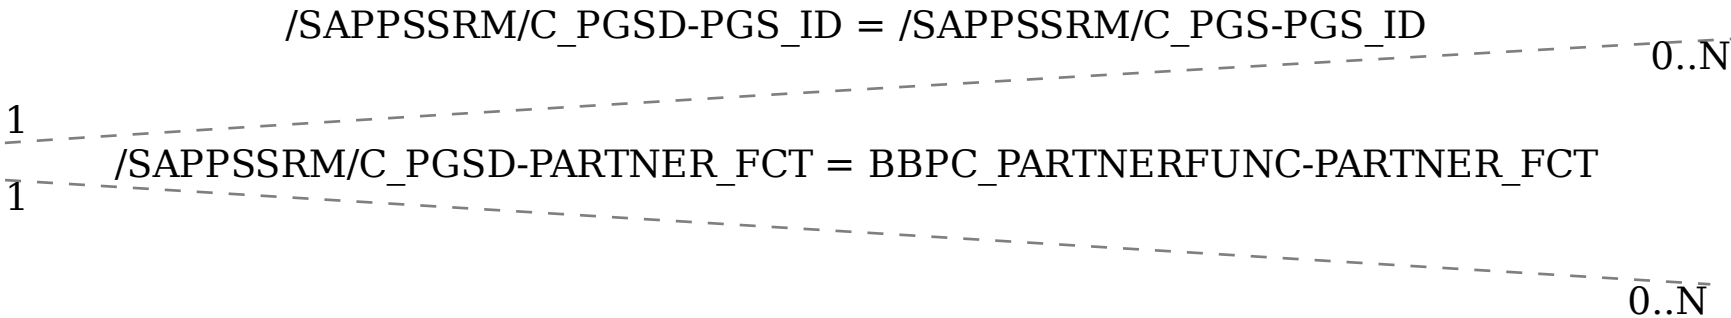 /SAPPSSRM/C_PGSD-PGS_ID = /SAPPSSRM/C_PGS-PGS_ID
0..N
1
/SAPPSSRM/C_PGSD-PARTNER_FCT = BBPC_PARTNERFUNC-PARTNER_FCT
1
0..N